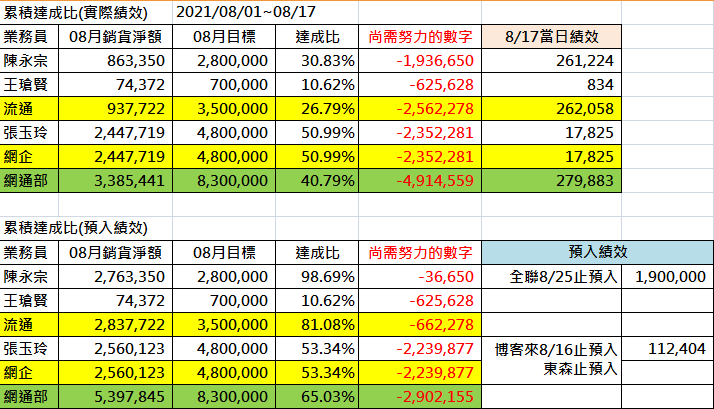 累積達成比(實際績效) 2021/08/01~08/17
業務員 08月銷貨淨額 08月目標 達成比 尚需努力的數字 8/17當日績效
陳永宗 863,350 2,800,000 30.83% -1,936,650 261,224
王瑲賢 74,372 700,000 10.62% -625,628 834
流通 937,722 3,500,000 26.79% -2,562,278 262,058
張玉玲 2,447,719 4,800,000 50.99% -2,352,281 17,825
網企 2,447,719 4,800,000 50.99% -2,352,281 17,825
網通部 3,385,441 8,300,000 40.79% -4,914,559 279,883
累積達成比(預入績效)
業務員 08月銷貨淨額 08月目標 達成比 尚需努力的數字 預入績效
陳永宗 2,763,350 2,800,000 98.69% -36,650 全聯8/25止預入 1,900,000
王瑲賢 74,372 700,000 10.62% -625,628
流通 2,837,722 3,500,000 81.08% -662,278
張玉玲 2,560,123 4,800,000 53.34% -2,239,877 博客來8/16止預入 112,404
網企 2,560,123 4,800,000 53.34% -2,239,877 東森止預入
網通部 5,397,845 8,300,000 65.03% -2,902,155